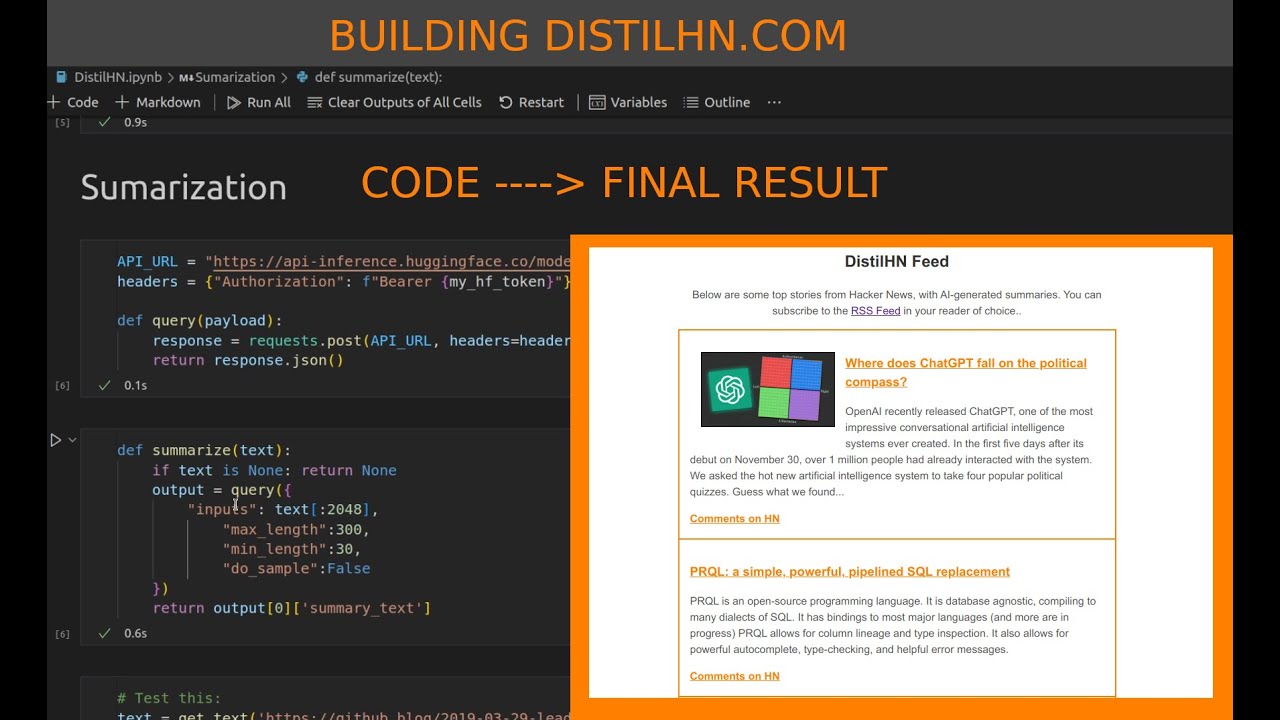 BUILDING DISTILHN.COM
DistilHN.ipynb > M↓Sumarization > def summarize(text):
+ Code + Markdown Run All Clear Outputs of All Cells Restart Variables Outline ...
[5] ✓ 0.9s
Sumarization
CODE ----> FINAL RESULT
API_URL = "https://api-inference.huggingface.co/mode
headers = {"Authorization": f"Bearer {my_hf_token}"}
def query(payload):
response = requests.post(API_URL, headers=header
return response.json()
[6] ✓ 0.1s
def summarize(text):
if text is None: return None
output = query({
"inputs": text[:2048],
"max_length":300,
"min_length":30,
"do_sample":False
})
return output[0]['summary_text']
[6] ✓ 0.6s
# Test this:
text = get_text('https://github.blog/2019-03-29-lead
DistilHN Feed
Below are some top stories from Hacker News, with AI-generated summaries. You can
subscribe to the RSS Feed in your reader of choice..
Where does ChatGPT fall on the political
compass?
OpenAI recently released ChatGPT, one of the most
impressive conversational artificial intelligence
systems ever created. In the first five days after its
debut on November 30, over 1 million people had already interacted with the system.
We asked the hot new artificial intelligence system to take four popular political
quizzes. Guess what we found...
Comments on HN
PRQL: a simple, powerful, pipelined SQL replacement
PRQL is an open-source programming language. It is database agnostic, compiling to
many dialects of SQL. It has bindings to most major languages (and more are in
progress) PRQL allows for column lineage and type inspection. It also allows for
powerful autocomplete, type-checking, and helpful error messages.
Comments on HN